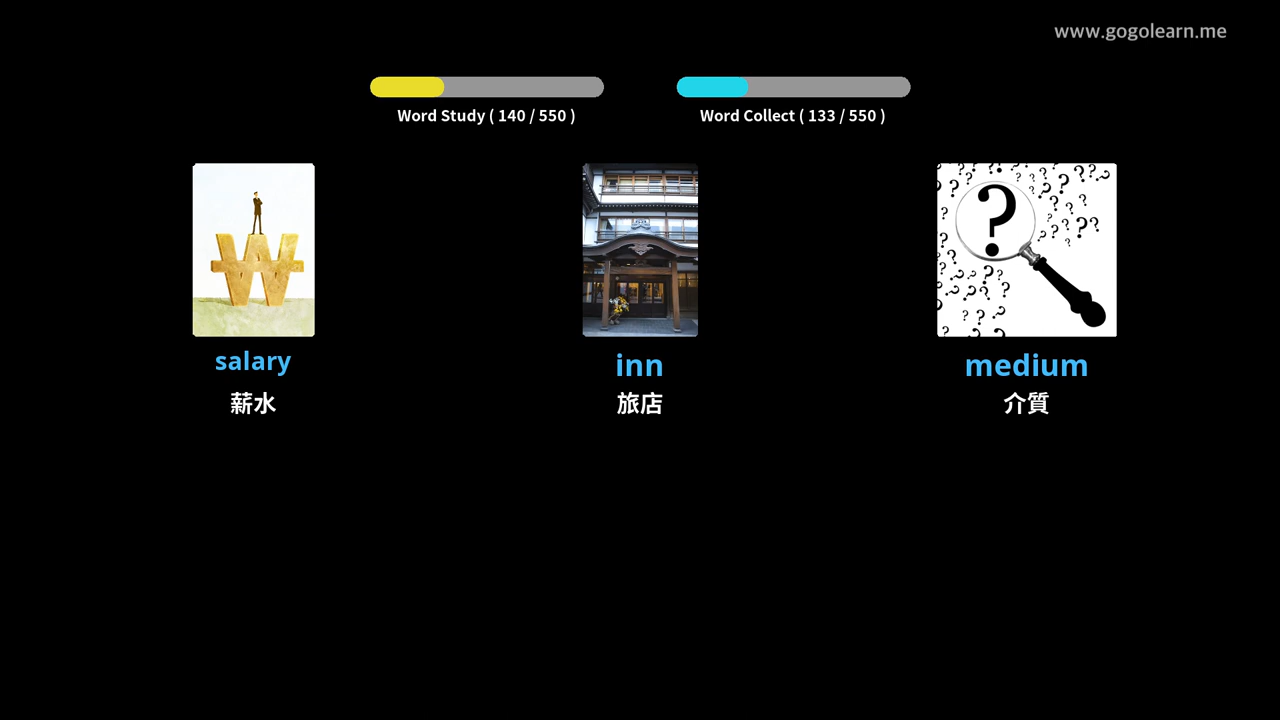 www.gogolearn.me
Word Study ( 140 / 550 )
Word Collect ( 133 / 550 )
salary
inn
medium
薪水
旅店
介質